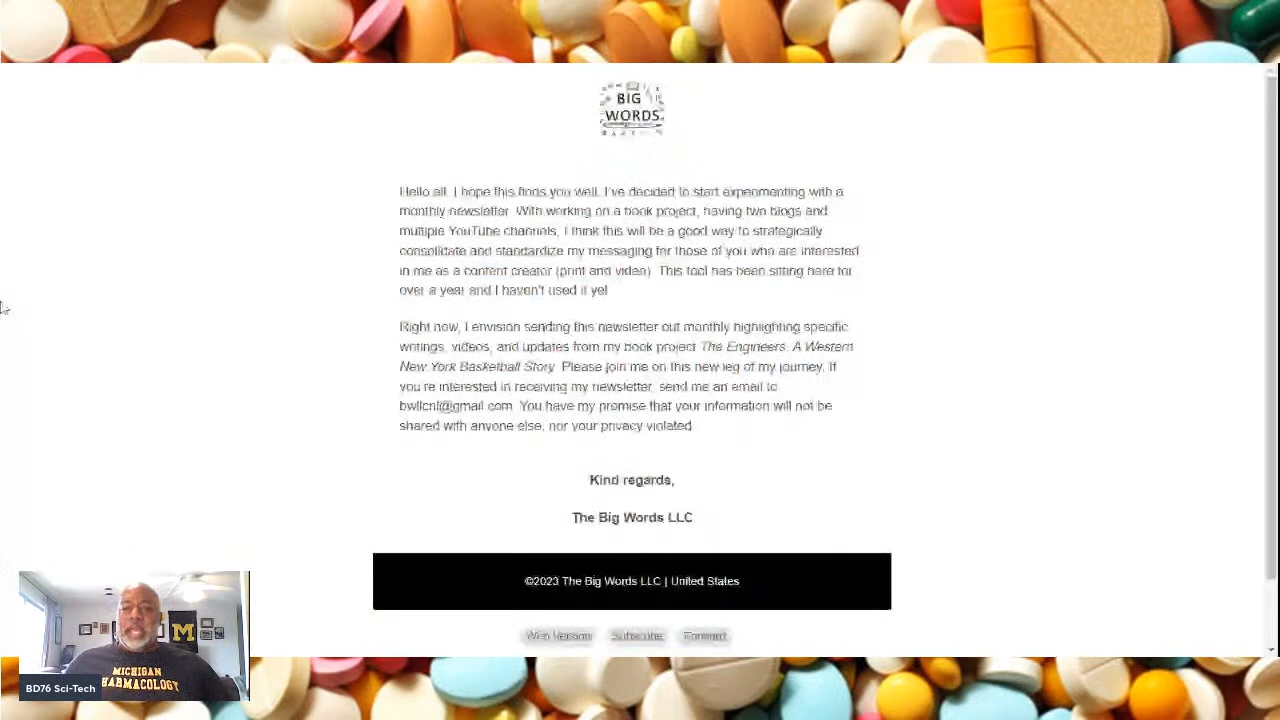 BIG
WORDS
Hello all. I hope this finds you well. I've decided to start experimenting with a
monthly newsletter. With working on a book project, having two blogs and
multiple YouTube channels, I think this will be a good way to strategically
consolidate and standardize my messaging for those of you who are interested
in me as a content creator (print and video). This tool has been sitting here for
over a year and I haven't used it yet.
Right now, I envision sending this newsletter out monthly highlighting specific
writings, videos, and updates from my book project The Engineers: A Western
New York Basketball Story. Please join me on this new leg of my journey. If
you're interested in receiving my newsletter, send me an email to
bwllcnl@gmail.com. You have my promise that your information will not be
shared with anyone else, nor your privacy violated.
Kind regards,
The Big Words LLC
©2023 The Big Words LLC | United States
Web Version Subscribe Forward
M
MICHIGAN
PHARMACOLOGY
BD76 Sci-Tech